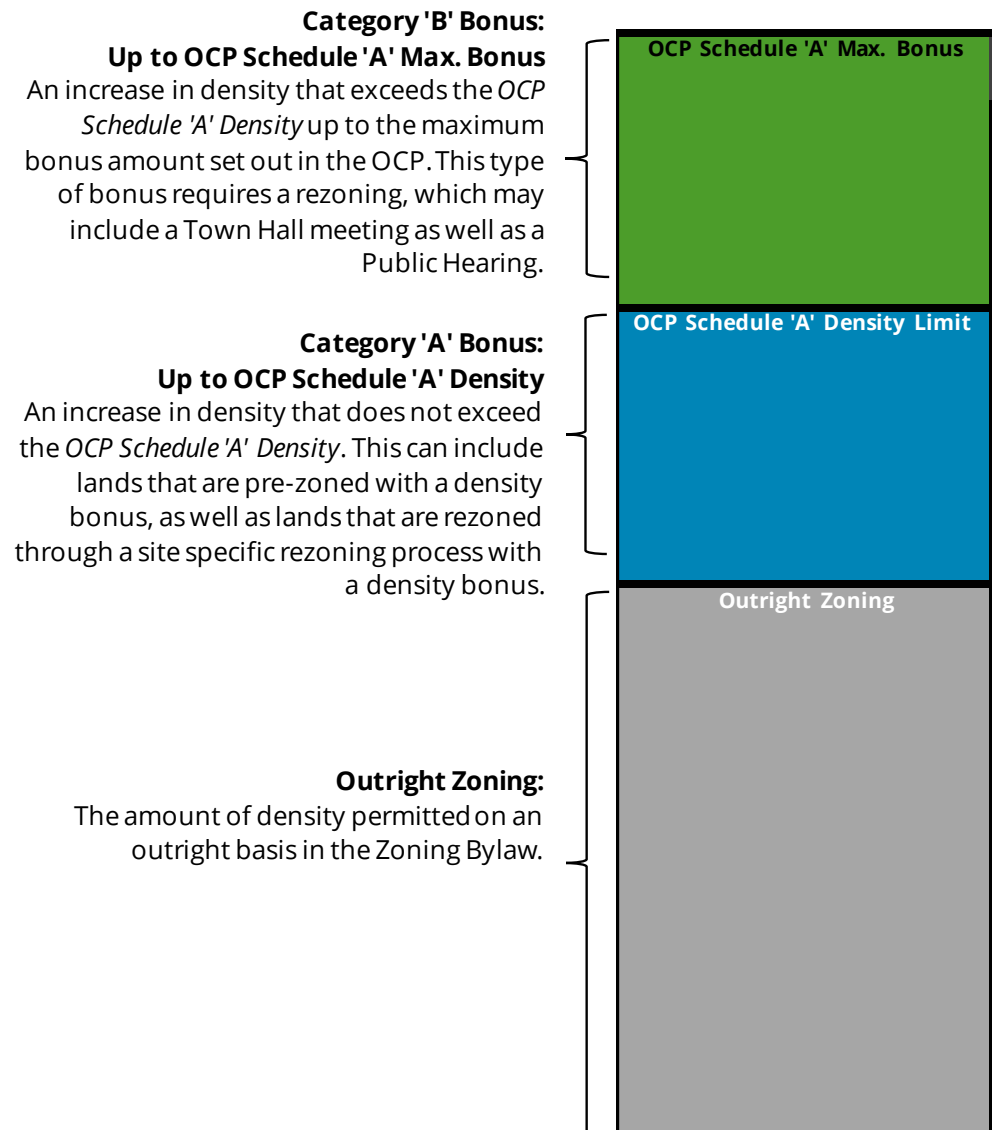 Category 'B' Bonus:
Up to OCP Schedule 'A' Max. Bonus
An increase in density that exceeds the OCP
Schedule 'A' Density up to the maximum
bonus amount set out in the OCP. This type
of bonus requires a rezoning, which may
include a Town Hall meeting as well as a
Public Hearing.
OCP Schedule 'A' Max. Bonus
Category 'A' Bonus:
Up to OCP Schedule 'A' Density
An increase in density that does not exceed
the OCP Schedule 'A' Density. This can include
lands that are pre-zoned with a density
bonus, as well as lands that are rezoned
through a site specific rezoning process with
a density bonus.
OCP Schedule 'A' Density Limit
Outright Zoning:
The amount of density permitted on an
outright basis in the Zoning Bylaw.
Outright Zoning